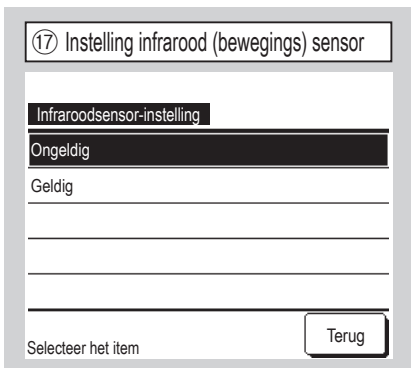 ⑰ Instelling infrarood (bewegings) sensor
Infraroodsensor-instelling
Ongeldig
Geldig
Selecteer het item
Terug